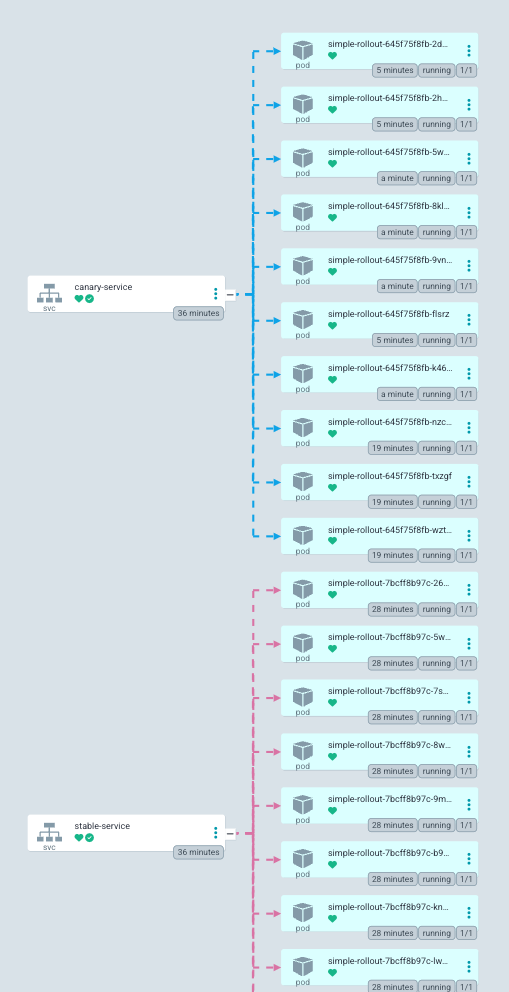 simple-rollout-645f75f8fb-2d...
pod
5 minutes running 1/1
simple-rollout-645f75f8fb-2h...
pod
5 minutes running 1/1
simple-rollout-645f75f8fb-5w...
pod
a minute running 1/1
simple-rollout-645f75f8fb-8kl...
pod
a minute running 1/1
simple-rollout-645f75f8fb-9vn...
pod
a minute running 1/1
canary-service
svc
36 minutes
simple-rollout-645f75f8fb-flsrz
pod
5 minutes running 1/1
simple-rollout-645f75f8fb-k46...
pod
a minute running 1/1
simple-rollout-645f75f8fb-nzc...
pod
19 minutes running 1/1
simple-rollout-645f75f8fb-txzgf
pod
19 minutes running 1/1
simple-rollout-645f75f8fb-wzt...
pod
19 minutes running 1/1
simple-rollout-7bcff8b97c-26...
pod
28 minutes running 1/1
simple-rollout-7bcff8b97c-5w...
pod
28 minutes running 1/1
simple-rollout-7bcff8b97c-7s...
pod
28 minutes running 1/1
simple-rollout-7bcff8b97c-8w...
pod
28 minutes running 1/1
simple-rollout-7bcff8b97c-9m...
pod
28 minutes running 1/1
stable-service
svc
36 minutes
simple-rollout-7bcff8b97c-b9...
pod
28 minutes running 1/1
simple-rollout-7bcff8b97c-kn...
pod
28 minutes running 1/1
simple-rollout-7bcff8b97c-lw...
pod
28 minutes running 1/1